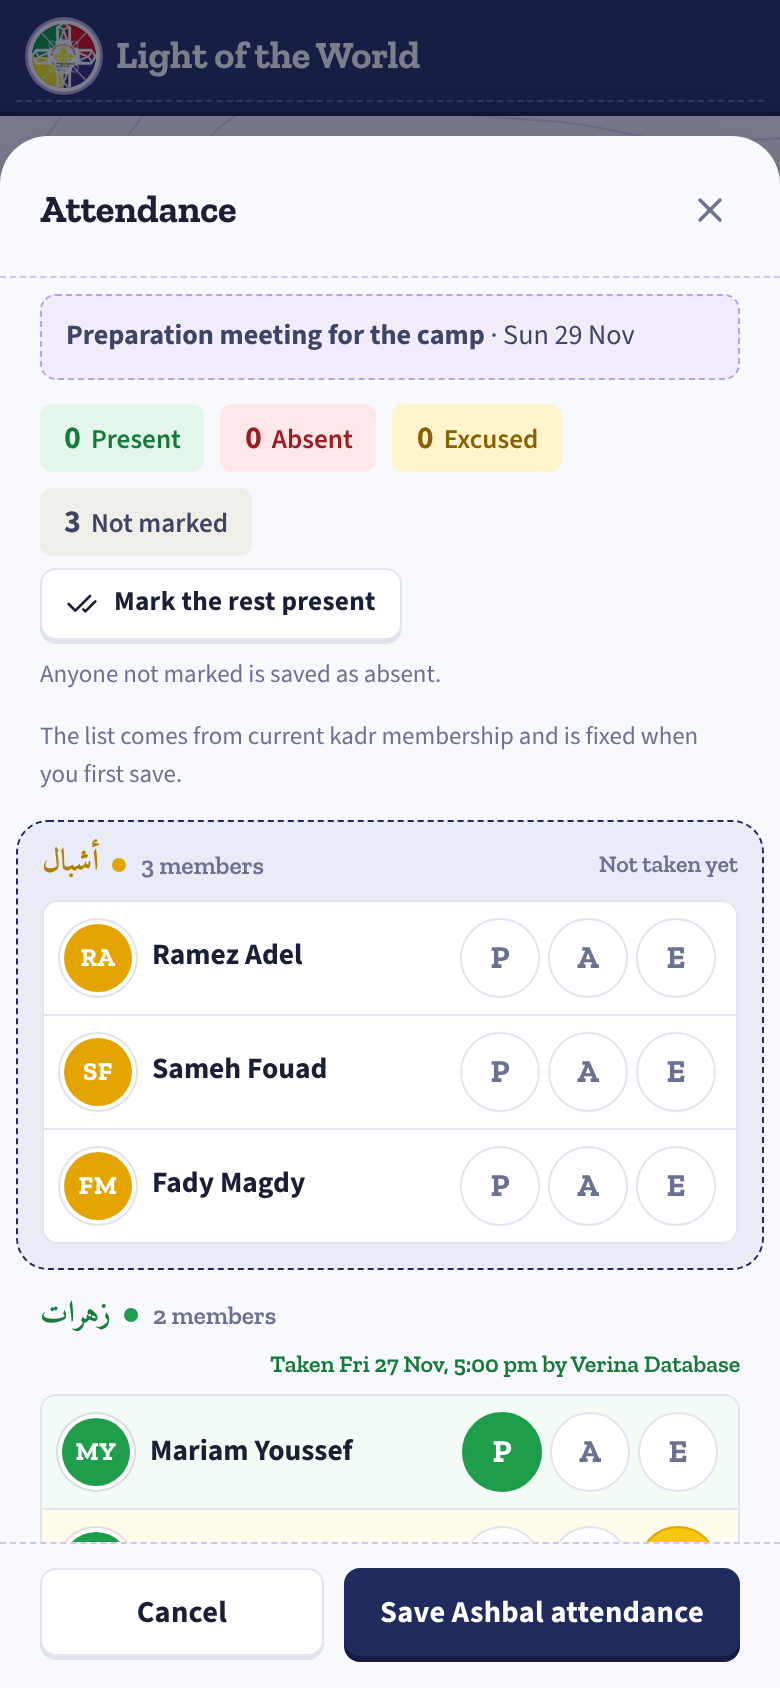 Light of the World
Attendance
Preparation meeting for the camp · Sun 29 Nov
0 Present
0 Absent
0 Excused
3 Not marked
Mark the rest present
Anyone not marked is saved as absent.
The list comes from current kadr membership and is fixed when
you first save.
أشبال
3 members
Not taken yet
RA Ramez Adel P A E
SF Sameh Fouad P A E
FM Fady Magdy P A E
زهرات
2 members
Taken Fri 27 Nov, 5:00 pm by Verina Database
MY Mariam Youssef P A E
Cancel
Save Ashbal attendance